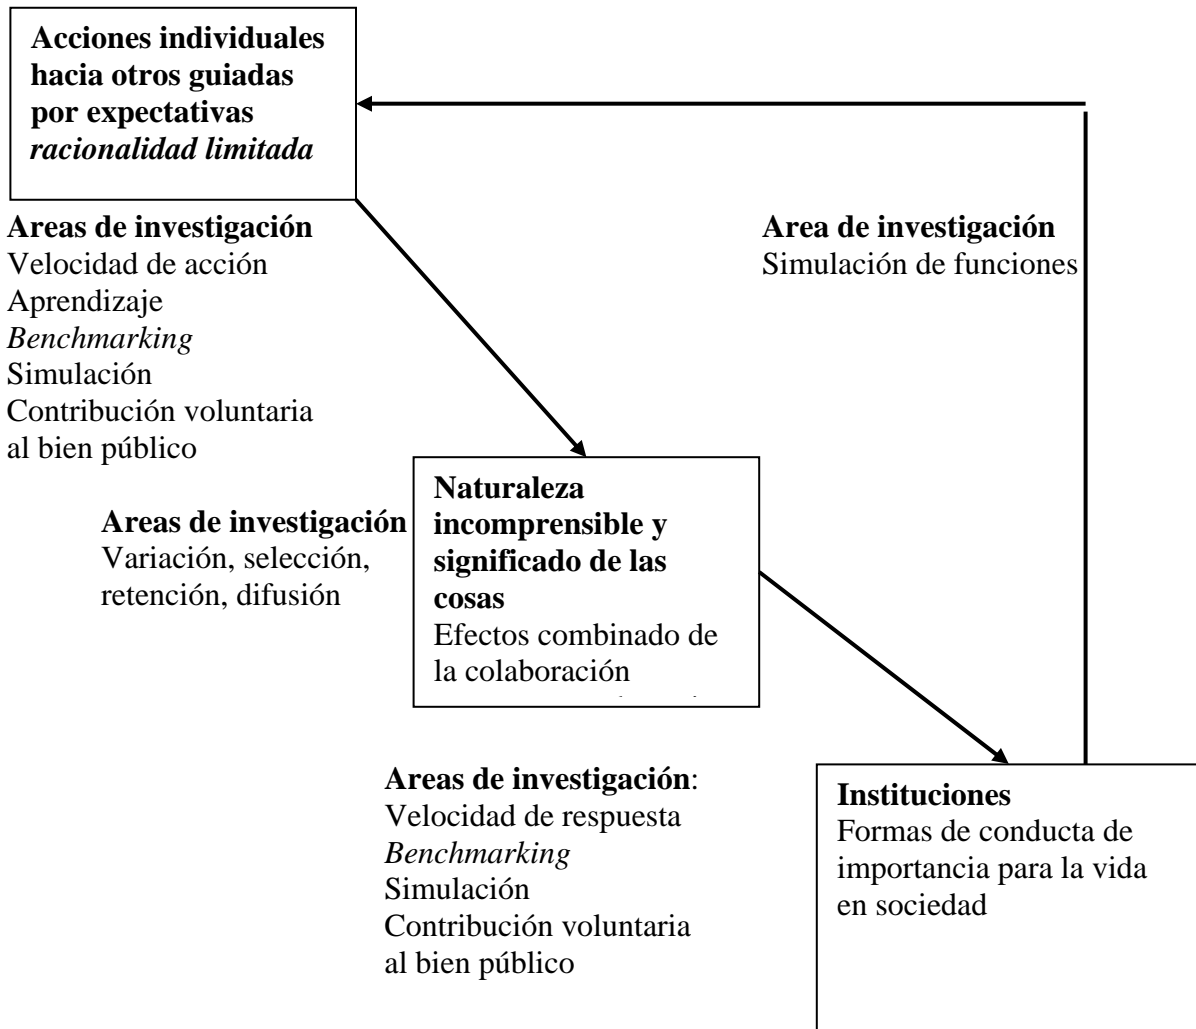 Acciones individuales
hacia otros guiadas
por expectativas
racionalidad limitada
Areas de investigación
Velocidad de acción
Aprendizaje
Benchmarking
Simulación
Contribución voluntaria
al bien público
Area de investigación
Simulación de funciones
Areas de investigación
Variación, selección,
retención, difusión
Naturaleza
incomprensible y
significado de las
cosas
Efectos combinado de
la colaboración
Areas de investigación:
Velocidad de respuesta
Benchmarking
Simulación
Contribución voluntaria
al bien público
Instituciones
Formas de conducta de
importancia para la vida
en sociedad